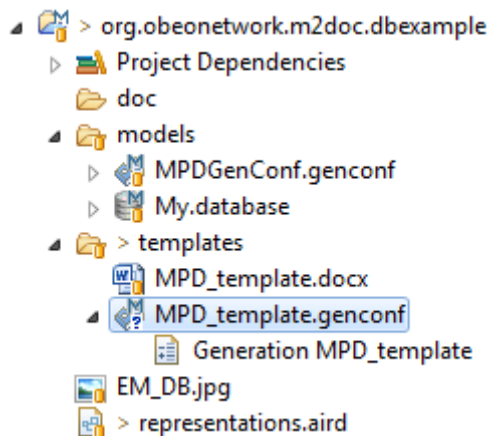 > org.obeonetwork.m2doc.dbexample
Project Dependencies
doc
models
MPDGenConf.genconf
My.database
> templates
MPD_template.docx
MPD_template.genconf
Generation MPD_template
EM_DB.jpg
> representations.aird